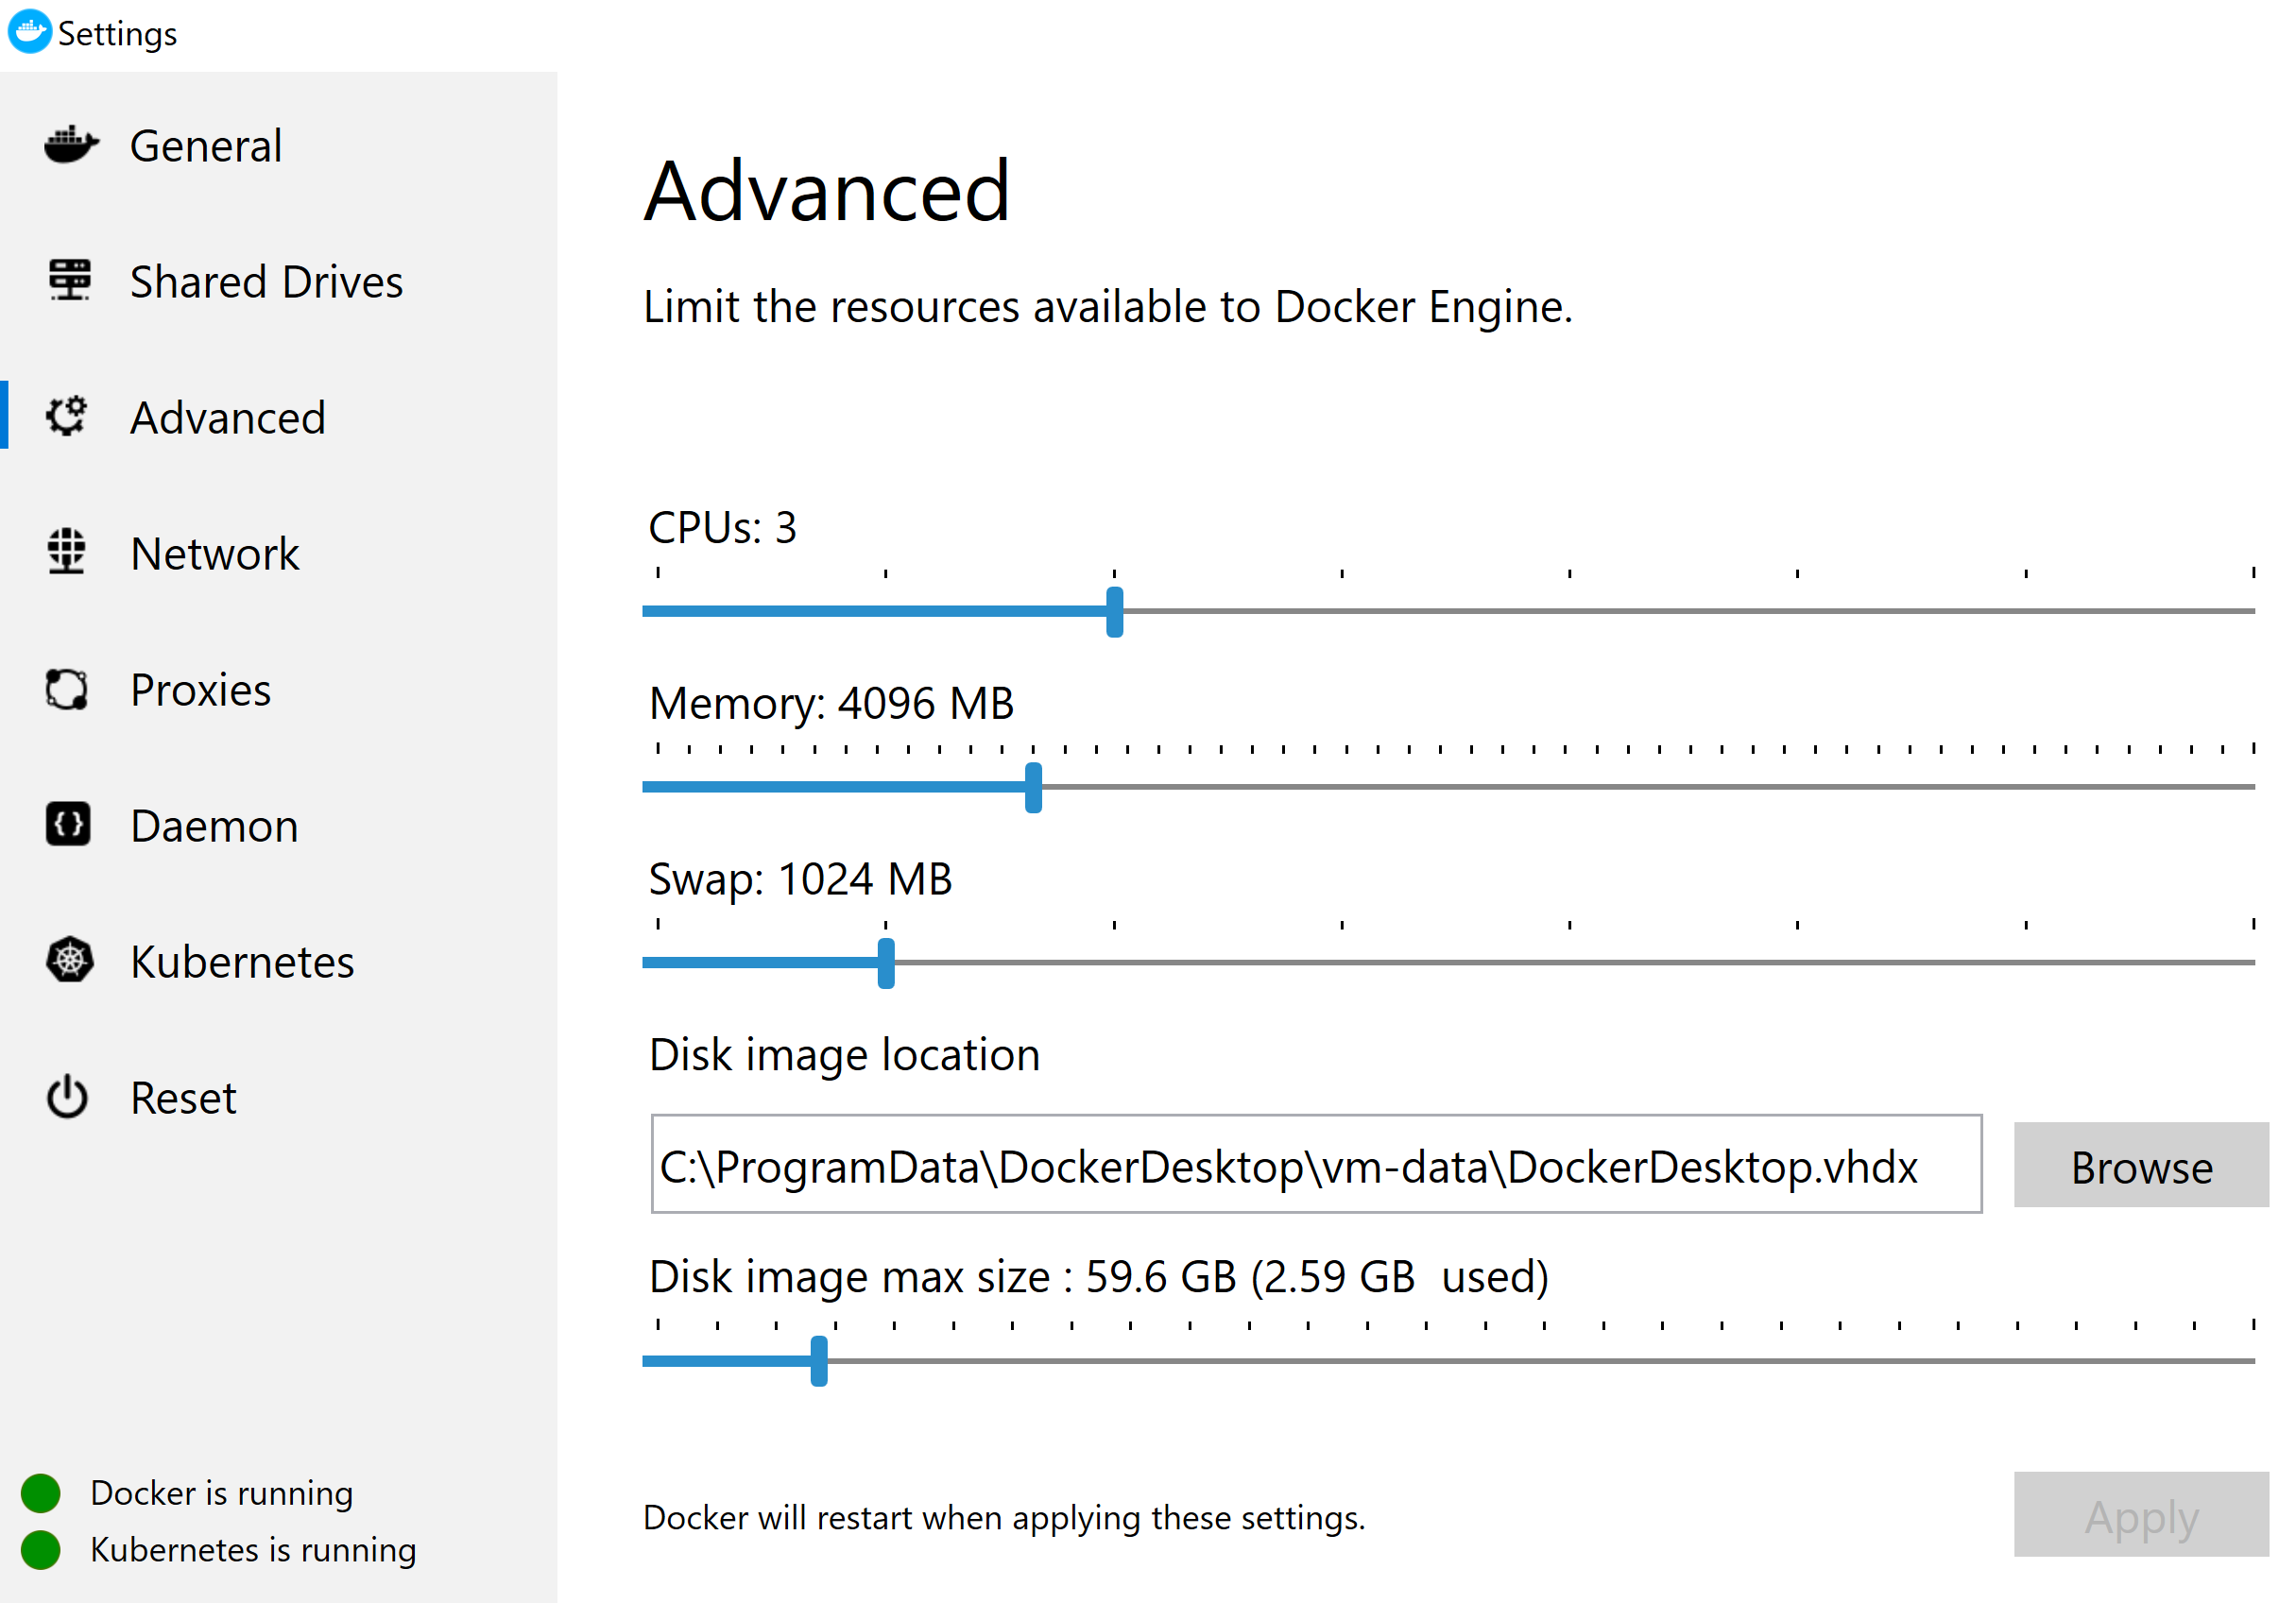 Settings
General
Shared Drives
Advanced
Network
Proxies
Daemon
Kubernetes
Reset
Docker is running
Kubernetes is running
Advanced
Limit the resources available to Docker Engine.
CPUs: 3
Memory: 4096 MB
Swap: 1024 MB
Disk image location
C:\ProgramData\DockerDesktop\vm-data\DockerDesktop.vhdx
Browse
Disk image max size : 59.6 GB (2.59 GB  used)
Docker will restart when applying these settings.
Apply